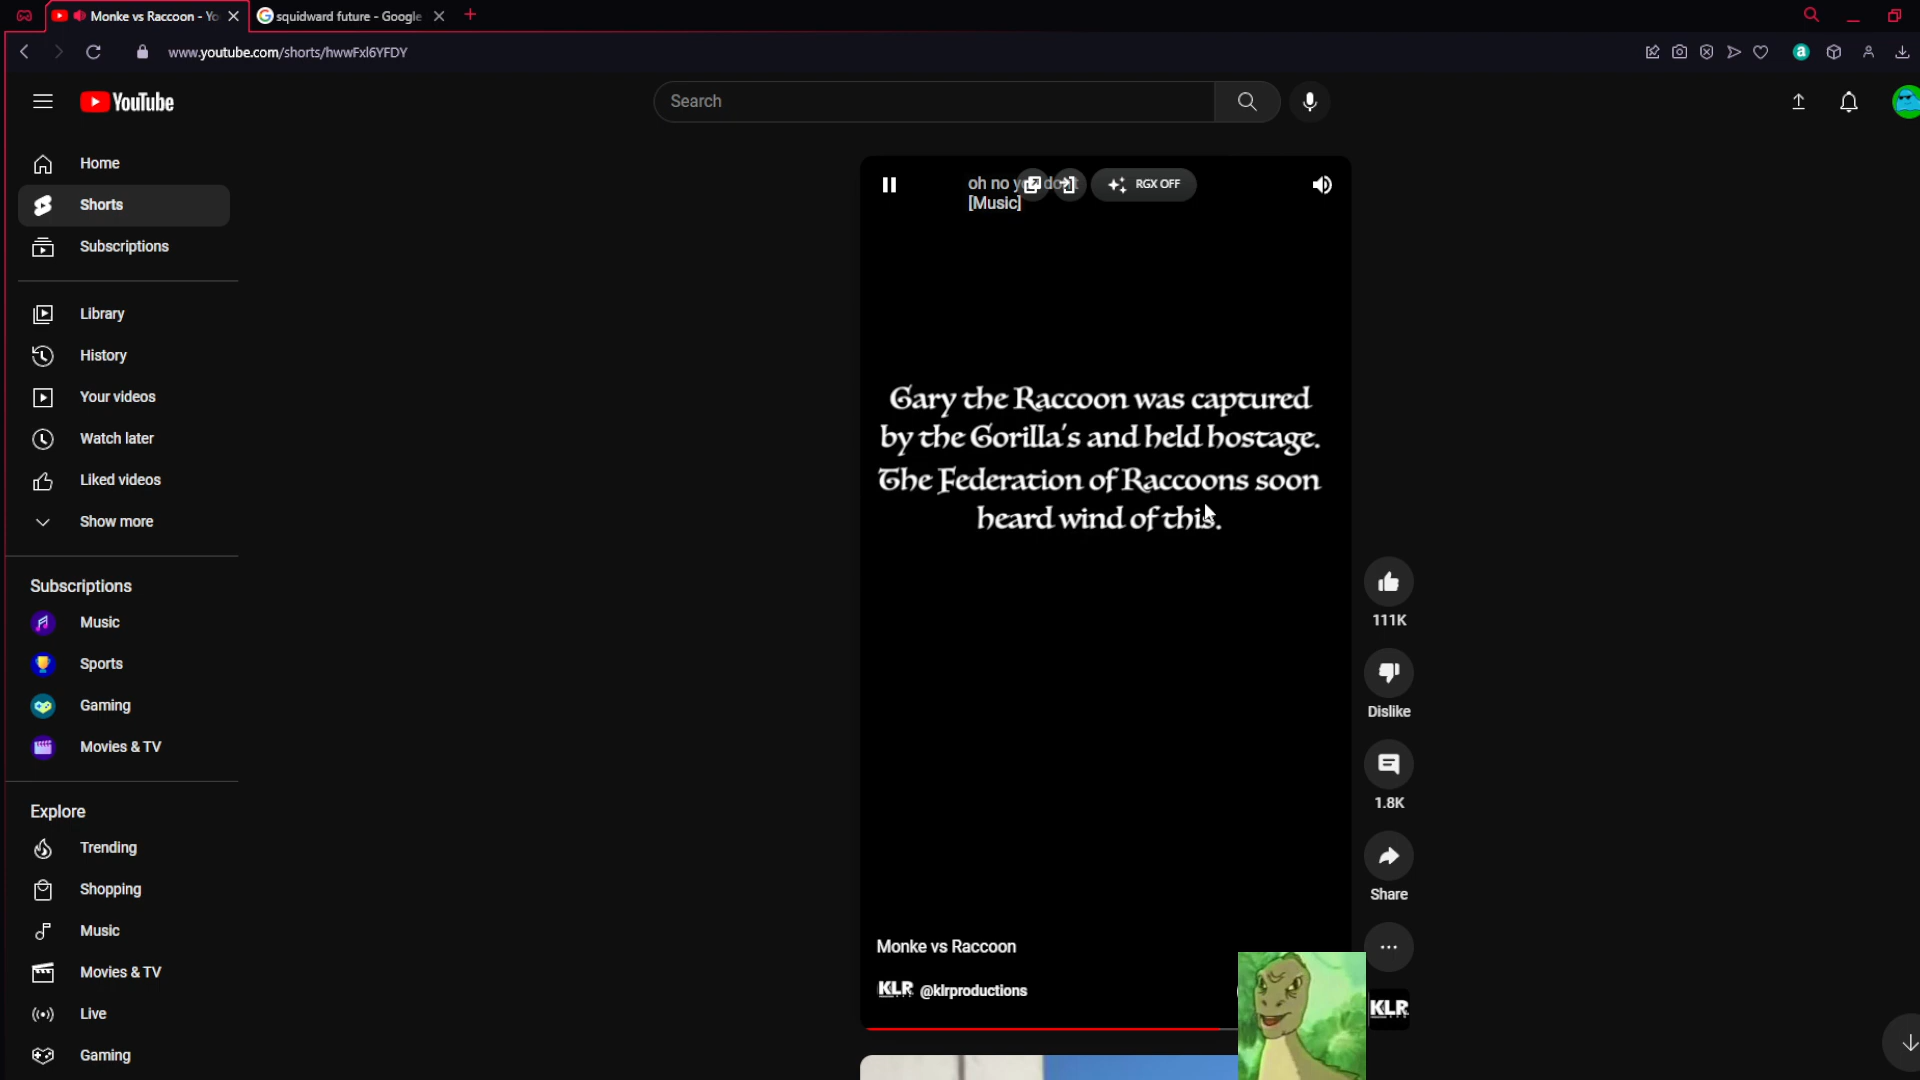 Monke vs Raccoon - Yo
squidward future - Google
www.youtube.com/shorts/hwwFxl6YFDY
YouTube
Search
Home
Shorts
Subscriptions
Library
History
Your videos
Watch later
Liked videos
Show more
Subscriptions
Music
Sports
Gaming
Movies & TV
Explore
Trending
Shopping
Music
Movies & TV
Live
Gaming
oh no
[Music]
RGX OFF
Gary the Raccoon was captured
by the Gorilla's and held hostage.
The Federation of Raccoons soon
heard wind of this.
Monke vs Raccoon
KLR @klrproductions
111K
Dislike
1.8K
Share
KLR